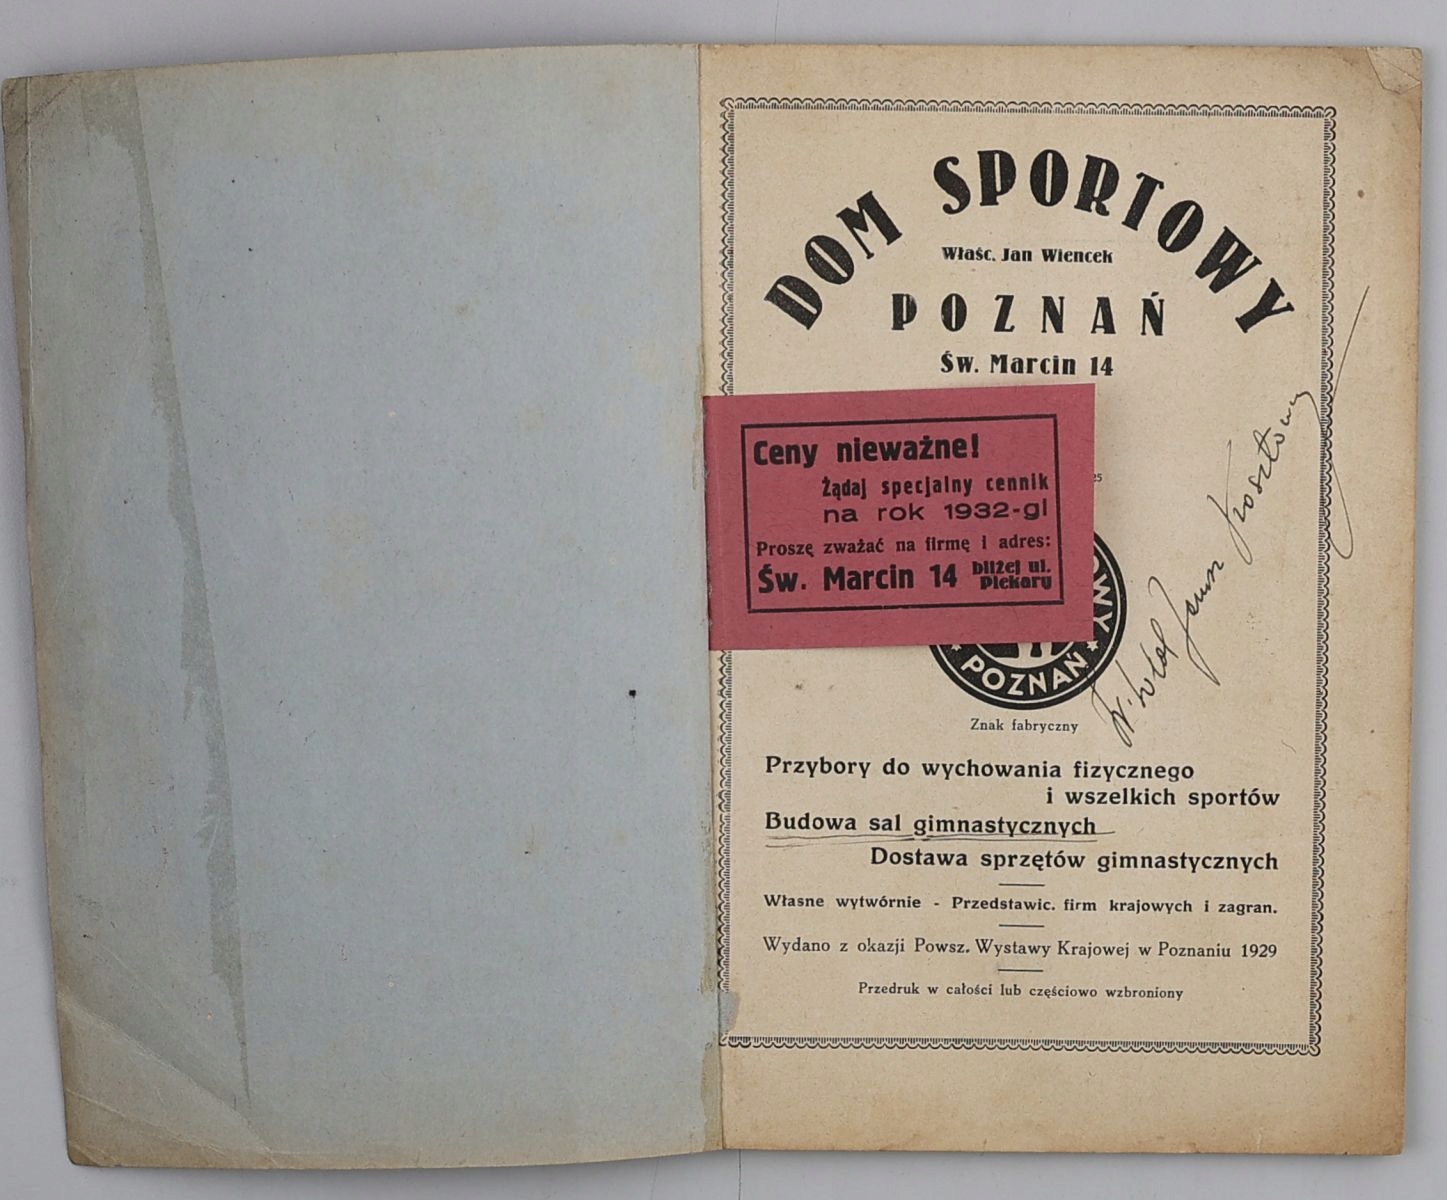 DOM SPORTOWY
Właśc. Jan Wiencek
POZNAŃ
Św. Marcin 14
25
Ceny nieważne!
Żądaj specjalny cennik
na rok 1932-gi
Proszę zważać na firmę i adres:
Św. Marcin 14 bliżej ul. Piekary
OWY
POZNAŃ
Znak fabryczny
Przybory do wychowania fizycznego
i wszelkich sportów
Budowa sal gimnastycznych
Dostawa sprzętów gimnastycznych
Własne wytwórnie - Przedstawic. firm krajowych i zagran.
Wydano z okazji Powsz. Wystawy Krajowej w Poznaniu 1929
Przedruk w całości lub częściowo wzbroniony